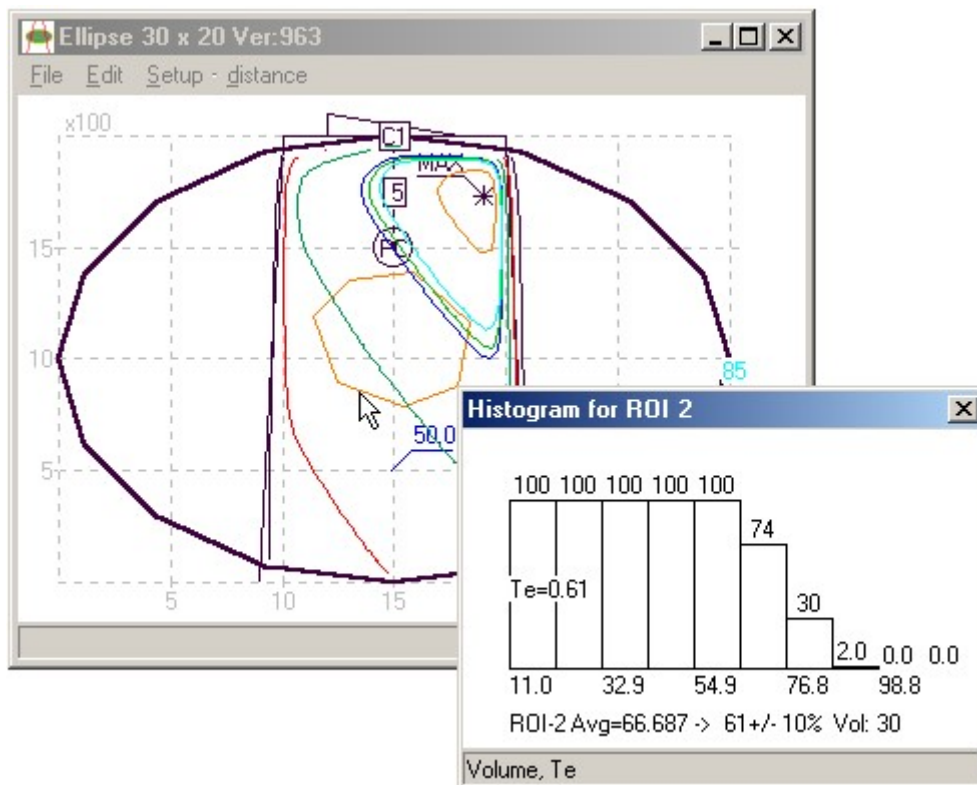 Ellipse 30 x 20 Ver:963
File Edit Setup - distance
x100
C1
MAX
5
15
PC
10
85
50.0
5
5 10 15
Histogram for ROI 2
100 100 100 100 100
74
Te=0.61
30
2.0 0.0 0.0
11.0 32.9 54.9 76.8 98.8
ROI-2 Avg=66.687 -> 61+/- 10% Vol: 30
Volume, Te